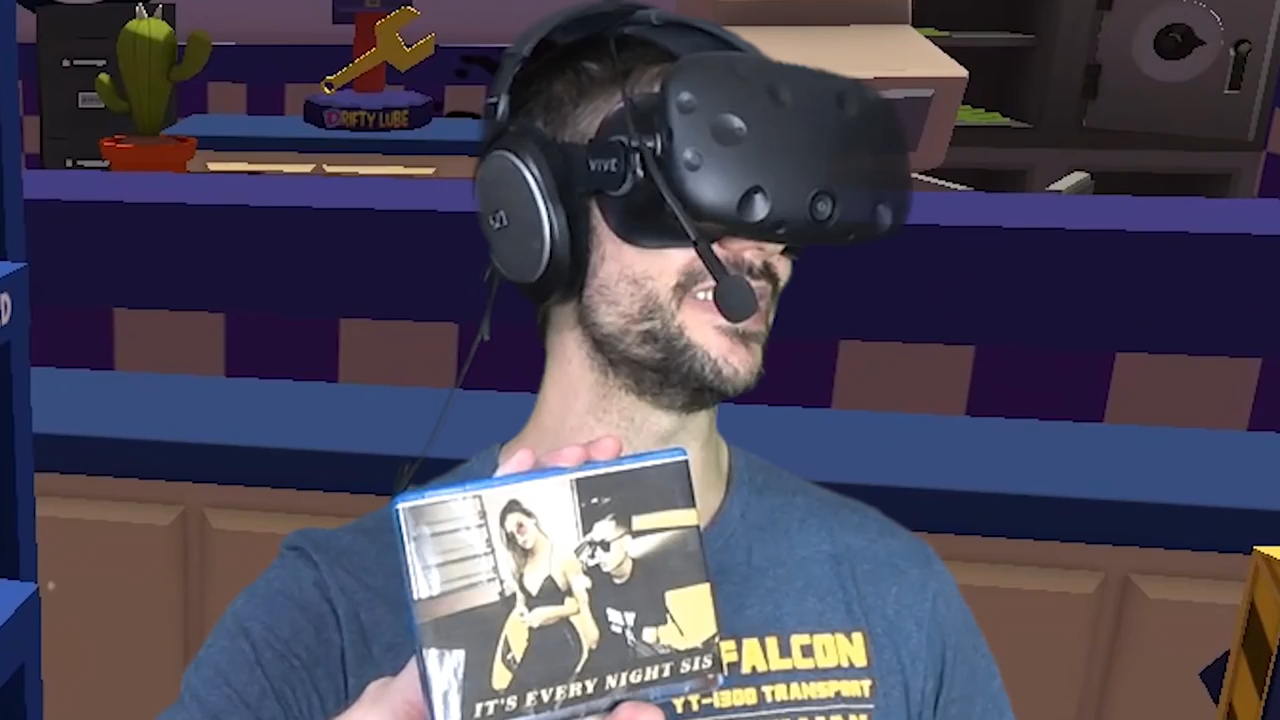 DRIFTY LUBE
VIVE
D
IT'S EVERY NIGHT SIS
FALCON
YT-1300 TRANSPORT